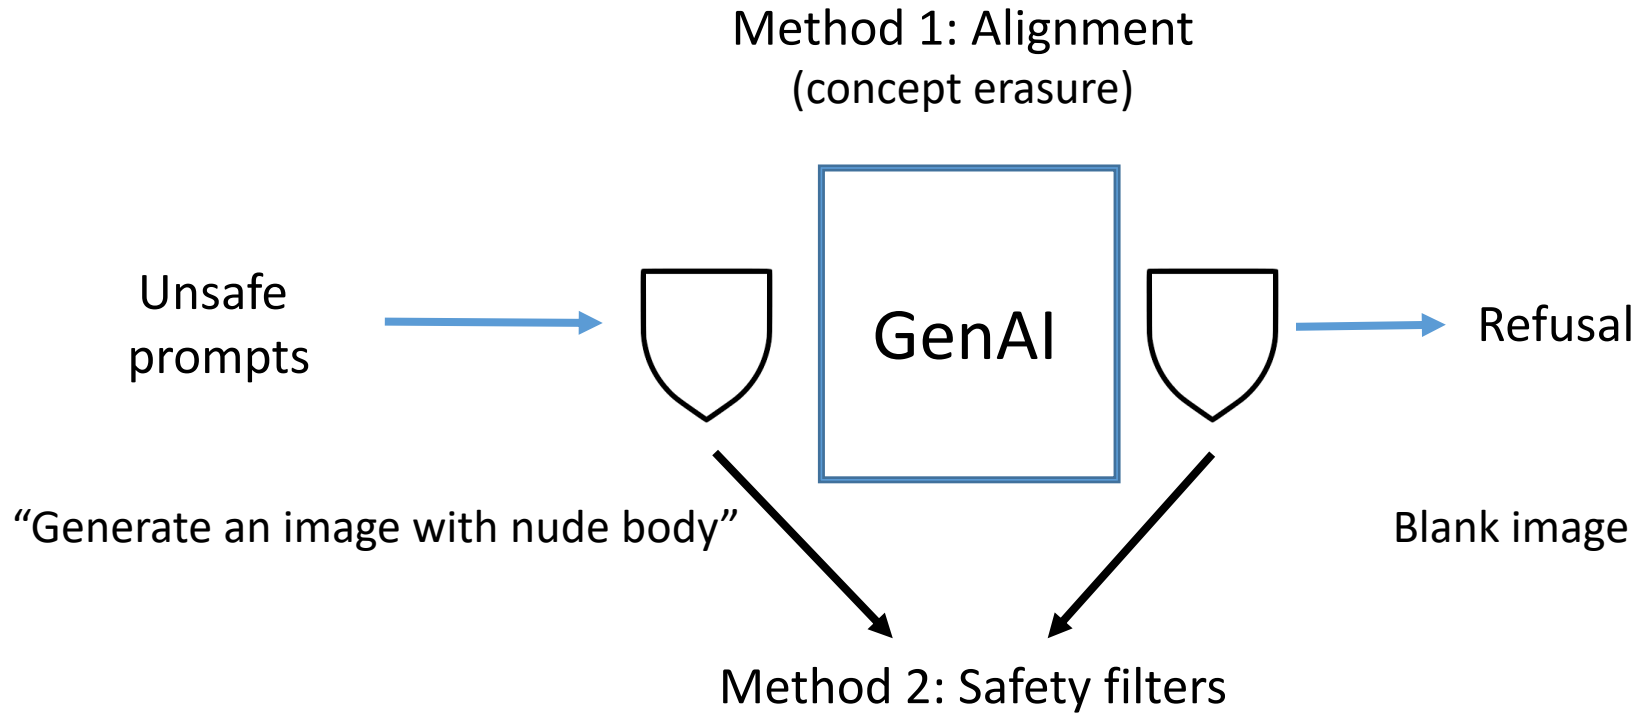 Method 1: Alignment
(concept erasure)
Unsafe
prompts
GenAI
Refusal
“Generate an image with nude body”
Blank image
Method 2: Safety filters